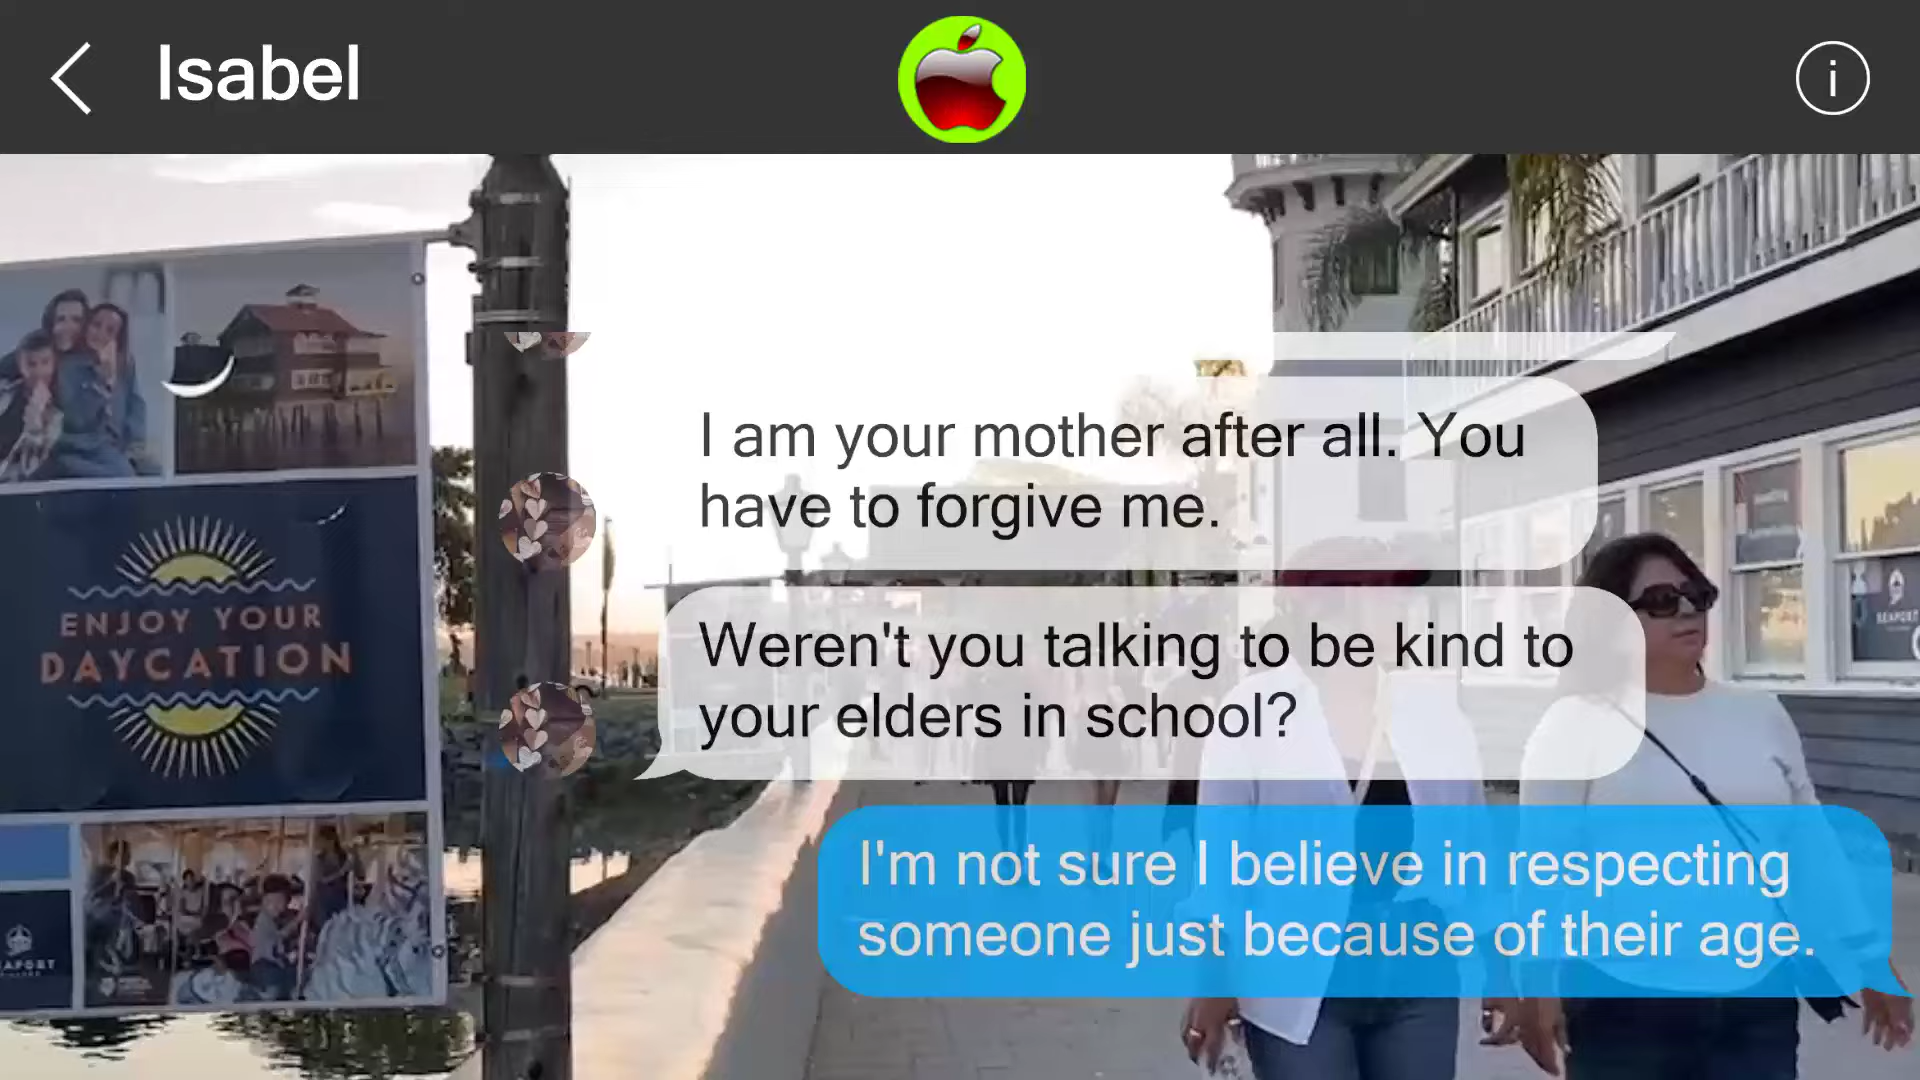 Isabel
i
I am your mother after all. You
have to forgive me.
Weren't you talking to be kind to
your elders in school?
I'm not sure I believe in respecting
someone just because of their age.
ENJOY YOUR
DAYCATION
SEAPORT